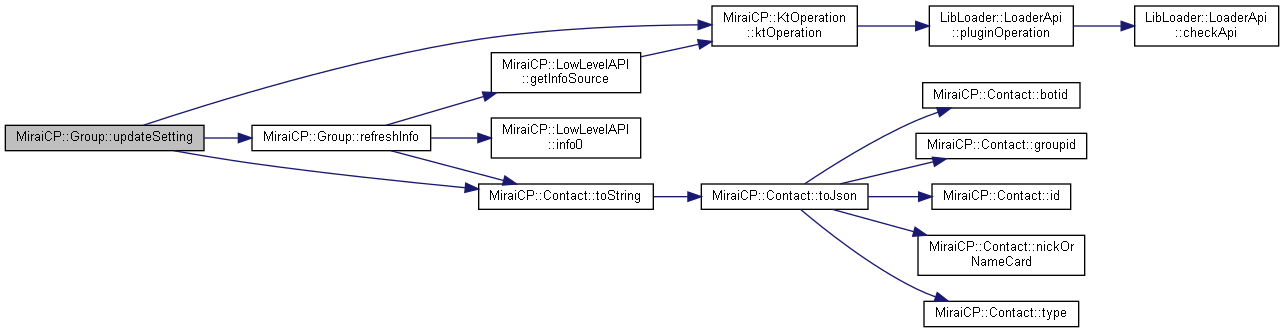 MiraiCP::Group::updateSetting
MiraiCP::KtOperation
::ktOperation
LibLoader::LoaderApi
::pluginOperation
LibLoader::LoaderApi
::checkApi
MiraiCP::Group::refreshInfo
MiraiCP::LowLevelAPI
::getInfoSource
MiraiCP::LowLevelAPI
::info0
MiraiCP::Contact::toString
MiraiCP::Contact::toJson
MiraiCP::Contact::botid
MiraiCP::Contact::groupid
MiraiCP::Contact::id
MiraiCP::Contact::nickOr
NameCard
MiraiCP::Contact::type